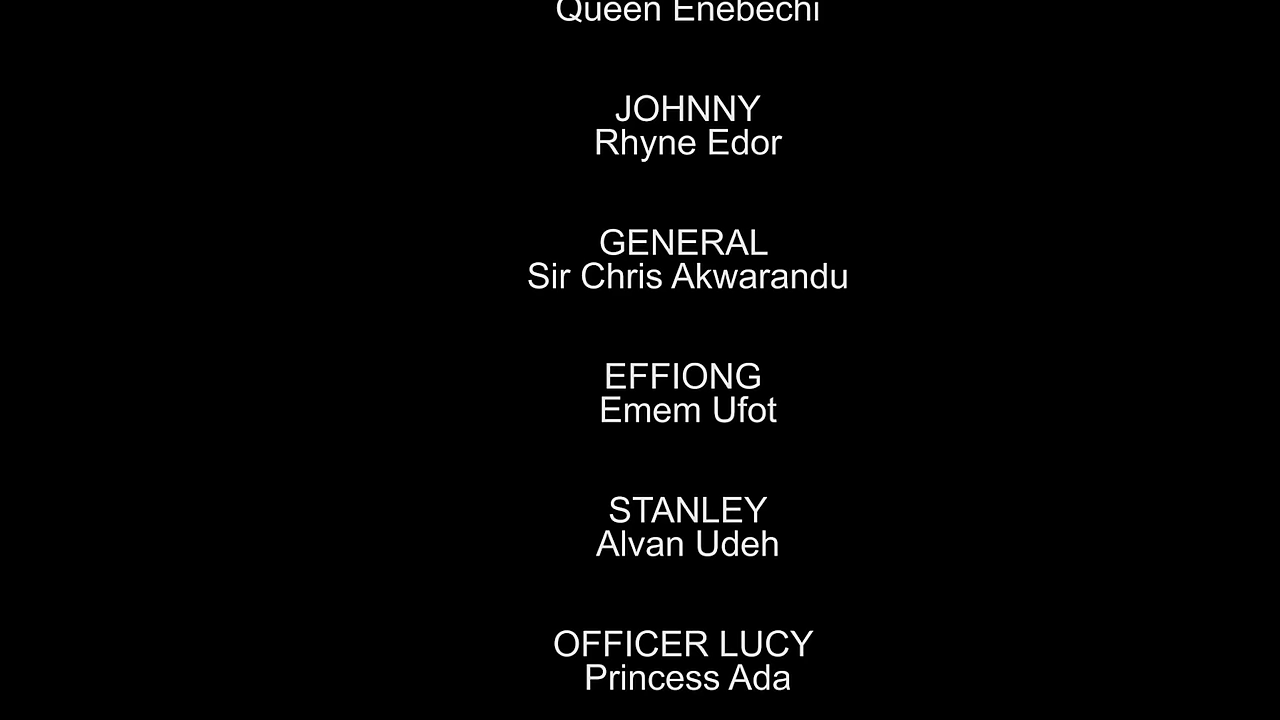 Queen Enebechi
JOHNNY
Rhyne Edor
GENERAL
Sir Chris Akwarandu
EFFIONG
Emem Ufot
STANLEY
Alvan Udeh
OFFICER LUCY
Princess Ada